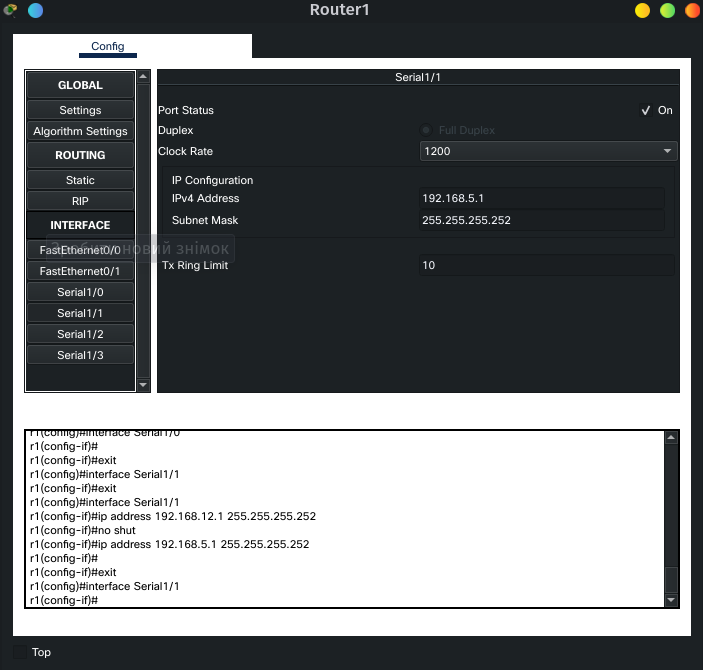 Router1
Config
GLOBAL
Settings
Algorithm Settings
ROUTING
Static
RIP
INTERFACE
FastEthernet0/0
FastEthernet0/1
Serial1/0
Serial1/1
Serial1/2
Serial1/3
новий знімок
Serial1/1
Port Status
On
Duplex
Full Duplex
Clock Rate
1200
IP Configuration
IPv4 Address
192.168.5.1
Subnet Mask
255.255.255.252
Tx Ring Limit
10
r1(config)#interface Serial1/0
r1(config-if)#
r1(config-if)#exit
r1(config)#interface Serial1/1
r1(config-if)#exit
r1(config)#interface Serial1/1
r1(config-if)#ip address 192.168.12.1 255.255.255.252
r1(config-if)#no shut
r1(config-if)#ip address 192.168.5.1 255.255.255.252
r1(config-if)#
r1(config-if)#exit
r1(config)#interface Serial1/1
r1(config-if)#
Top